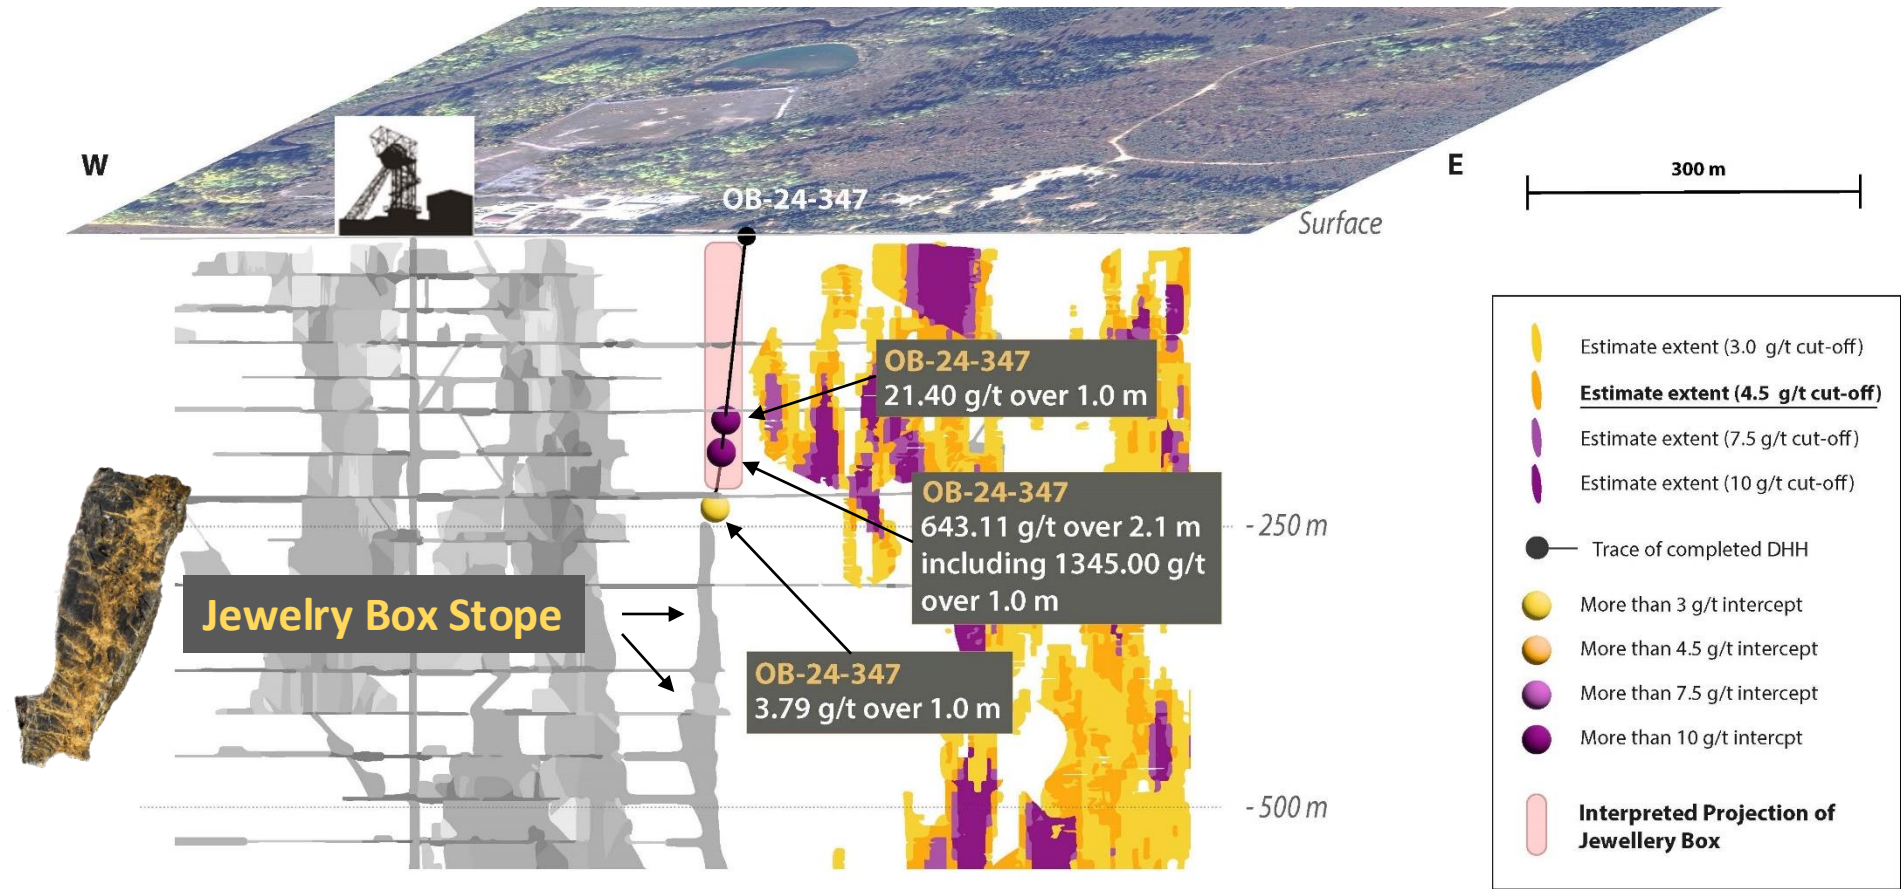 W
E
300 m
OB-24-347
Surface
OB-24-347
21.40 g/t over 1.0 m
OB-24-347
643.11 g/t over 2.1 m
including 1345.00 g/t
over 1.0 m
- 250 m
Jewelry Box Stope
OB-24-347
3.79 g/t over 1.0 m
- 500 m
Estimate extent (3.0 g/t cut-off)
Estimate extent (4.5 g/t cut-off)
Estimate extent (7.5 g/t cut-off)
Estimate extent (10 g/t cut-off)
Trace of completed DHH
More than 3 g/t intercept
More than 4.5 g/t intercept
More than 7.5 g/t intercept
More than 10 g/t intercpt
Interpreted Projection of
Jewellery Box